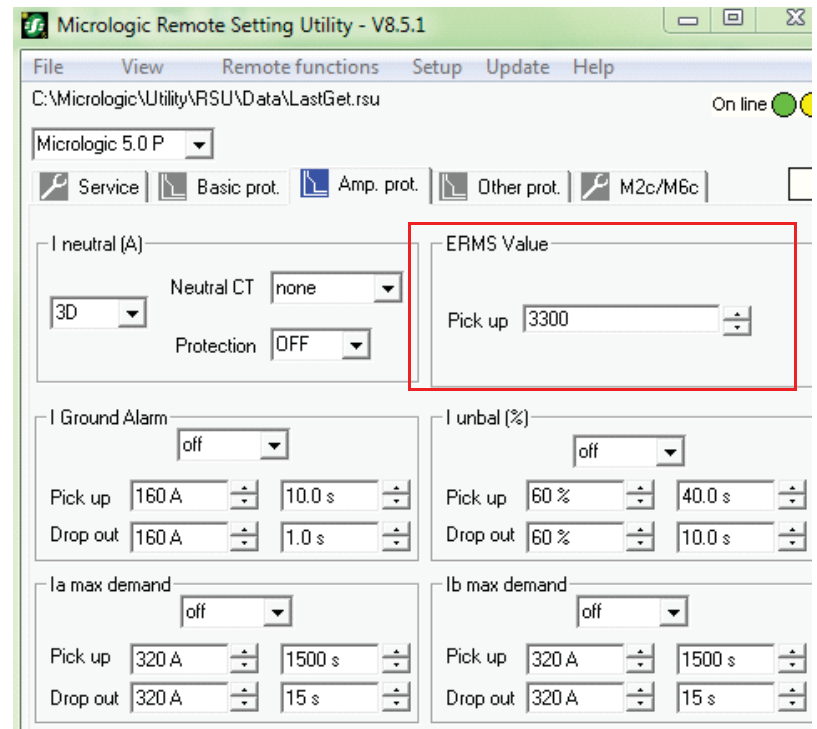 Micrologic Remote Setting Utility - V8.5.1
File View Remote functions Setup Update Help
C:\Micrologic\Utility\RSU\Data\LastGet.rsu
On line
Micrologic 5.0 P
Service Basic prot. Amp. prot. Other prot. M2c/M6c
I neutral (A)
3D
Neutral CT none
Protection OFF
ERMS Value
Pick up 3300
I Ground Alarm
off
Pick up 160 A 10.0 s
Drop out 160 A 1.0 s
I unbal (%)
off
Pick up 60 % 40.0 s
Drop out 60 % 10.0 s
Ia max demand
off
Pick up 320 A 1500 s
Drop out 320 A 15 s
Ib max demand
off
Pick up 320 A 1500 s
Drop out 320 A 15 s